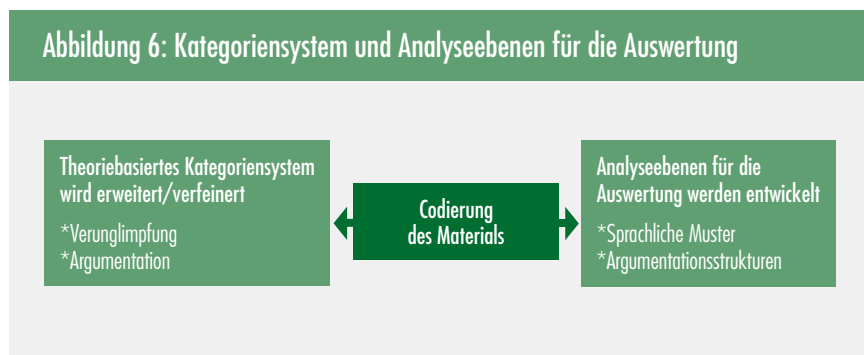 Abbildung 6: Kategoriensystem und Analyseebenen für die Auswertung
Theoriebasiertes Kategoriensystem
wird erweitert/verfeinert
*Verunglimpfung
*Argumentation
Codierung
des Materials
Analyseebenen für die
Auswertung werden entwickelt
*Sprachliche Muster
*Argumentationsstrukturen